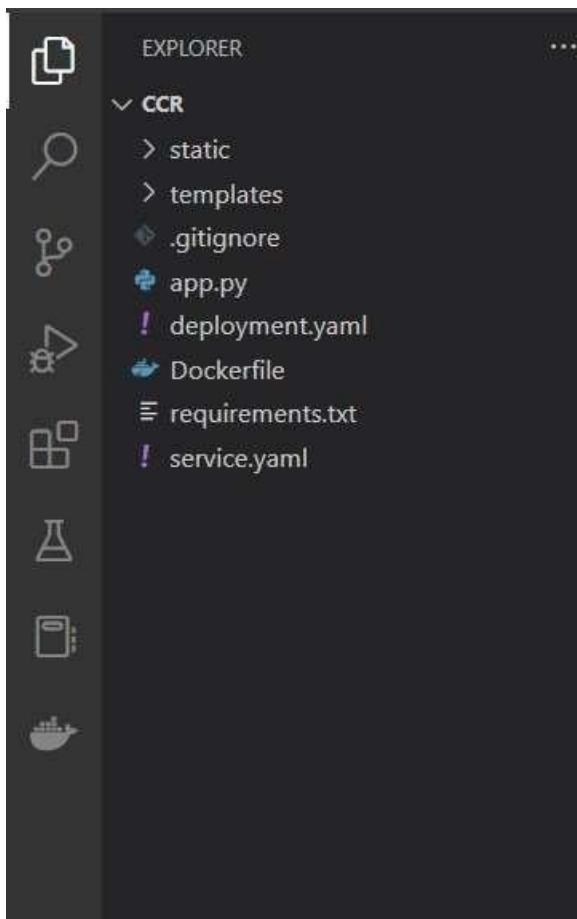 EXPLORER
CCR
static
templates
.gitignore
app.py
deployment.yaml
Dockerfile
requirements.txt
service.yaml